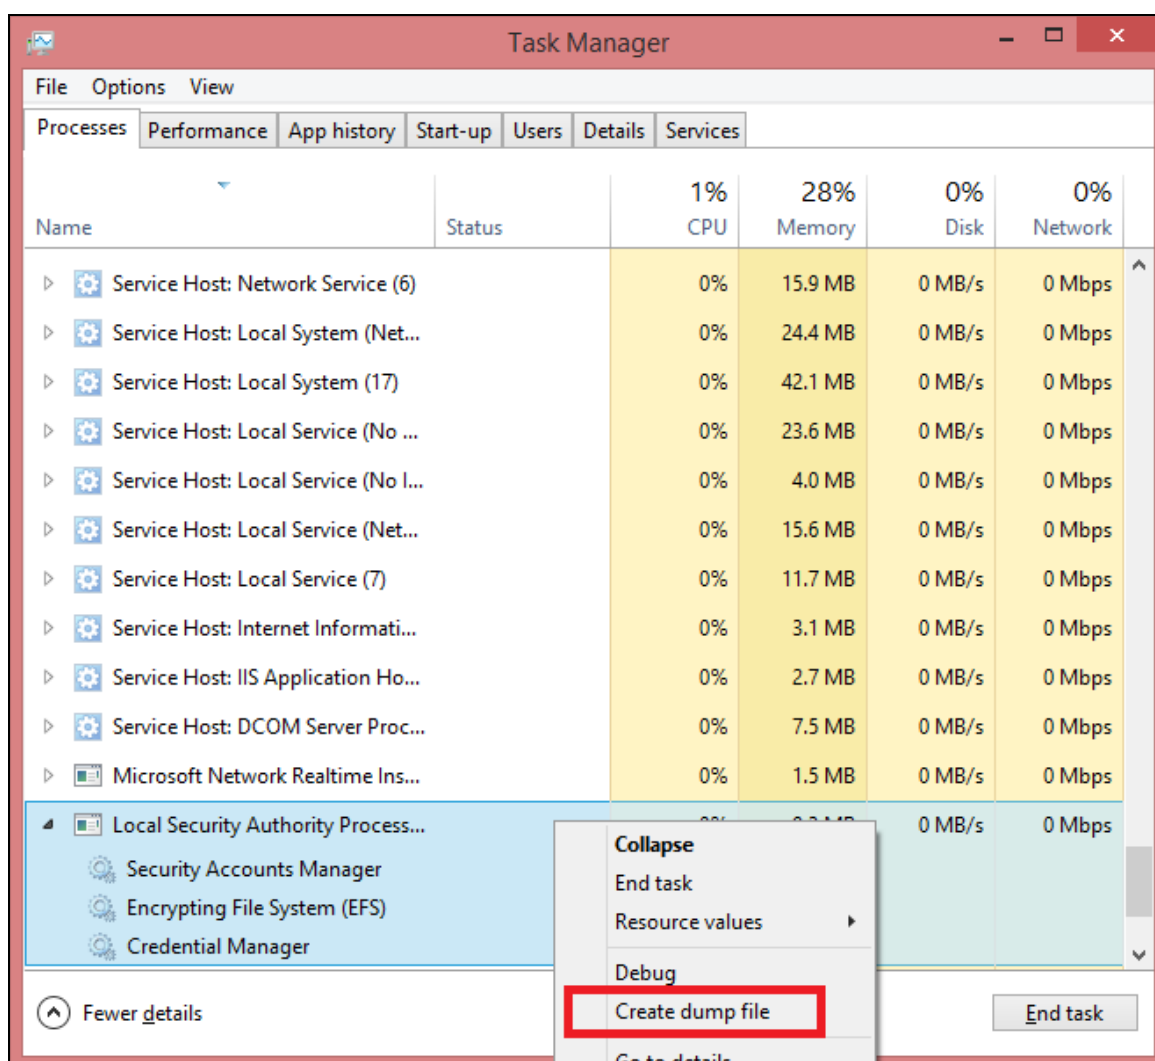 Task Manager
File Options View
Processes Performance App history Start-up Users Details Services
1% 28% 0% 0%
Name Status CPU Memory Disk Network
Service Host: Network Service (6) 0% 15.9 MB 0 MB/s 0 Mbps
Service Host: Local System (Net... 0% 24.4 MB 0 MB/s 0 Mbps
Service Host: Local System (17) 0% 42.1 MB 0 MB/s 0 Mbps
Service Host: Local Service (No ... 0% 23.6 MB 0 MB/s 0 Mbps
Service Host: Local Service (No I... 0% 4.0 MB 0 MB/s 0 Mbps
Service Host: Local Service (Net... 0% 15.6 MB 0 MB/s 0 Mbps
Service Host: Local Service (7) 0% 11.7 MB 0 MB/s 0 Mbps
Service Host: Internet Informati... 0% 3.1 MB 0 MB/s 0 Mbps
Service Host: IIS Application Ho... 0% 2.7 MB 0 MB/s 0 Mbps
Service Host: DCOM Server Proc... 0% 7.5 MB 0 MB/s 0 Mbps
Microsoft Network Realtime Ins... 0% 1.5 MB 0 MB/s 0 Mbps
Local Security Authority Process... 0 MB/s 0 Mbps
Collapse
Security Accounts Manager
End task
Encrypting File System (EFS)
Resource values
Credential Manager
Debug
Create dump file
Fewer details End task
Go to details